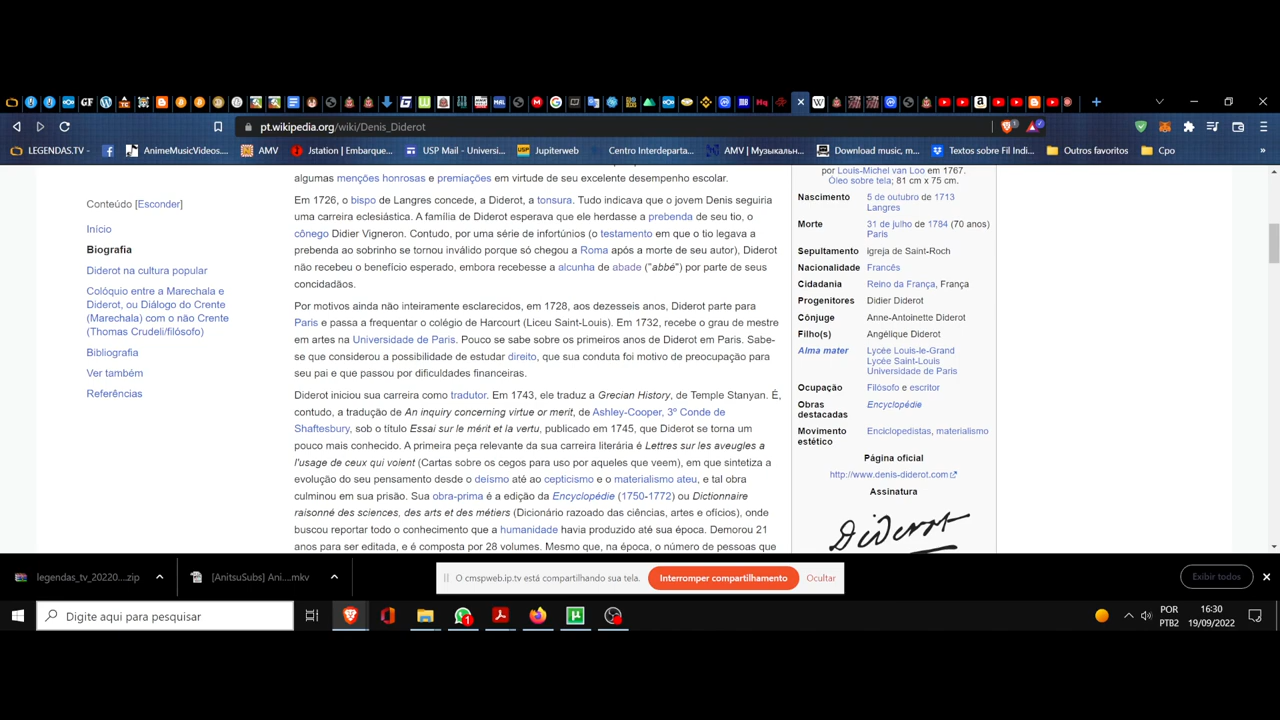 pt.wikipedia.org/wiki/Denis_Diderot
1
LEGENDAS.TV -
AnimeMusicVideos...
AMV
Jstation | Embarque...
USP Mail - Universi...
Jupiterweb
Centro Interdeparta...
AMV | Музыкальн...
Download music, m...
Textos sobre Fil Indi...
Outros favoritos
Cpo
»
Conteúdo [Esconder]
Início
Biografia
Diderot na cultura popular
Colóquio entre a Marechala e
Diderot, ou Diálogo do Crente
(Marechala) com o não Crente
(Thomas Crudeli/filósofo)
Bibliografia
Ver também
Referências
algumas menções honrosas e premiações em virtude de seu excelente desempenho escolar.
Em 1726, o bispo de Langres concede, a Diderot, a tonsura. Tudo indicava que o jovem Denis seguiria
uma carreira eclesiástica. A família de Diderot esperava que ele herdasse a prebenda de seu tio, o
cônego Didier Vigneron. Contudo, por uma série de infortúnios (o testamento em que o tio legava a
prebenda ao sobrinho se tornou inválido porque só chegou a Roma após a morte de seu autor), Diderot
não recebeu o benefício esperado, embora recebesse a alcunha de abade ("abbé") por parte de seus
concidadãos.
Por motivos ainda não inteiramente esclarecidos, em 1728, aos dezesseis anos, Diderot parte para
Paris e passa a frequentar o colégio de Harcourt (Liceu Saint-Louis). Em 1732, recebe o grau de mestre
em artes na Universidade de Paris. Pouco se sabe sobre os primeiros anos de Diderot em Paris. Sabe-
se que considerou a possibilidade de estudar direito, que sua conduta foi motivo de preocupação para
seu pai e que passou por dificuldades financeiras.
Diderot iniciou sua carreira como tradutor. Em 1743, ele traduz a Grecian History, de Temple Stanyan. É,
contudo, a tradução de An inquiry concerning virtue or merit, de Ashley-Cooper, 3º Conde de
Shaftesbury, sob o título Essai sur le mérit et la vertu, publicado em 1745, que Diderot se torna um
pouco mais conhecido. A primeira peça relevante da sua carreira literária é Lettres sur les aveugles a
l'usage de ceux qui voient (Cartas sobre os cegos para uso por aqueles que veem), em que sintetiza a
evolução do seu pensamento desde o deísmo até ao cepticismo e o materialismo ateu, e tal obra
culminou em sua prisão. Sua obra-prima é a edição da Encyclopédie (1750-1772) ou Dictionnaire
raisonné des sciences, des arts et des métiers (Dicionário razoado das ciências, artes e ofícios), onde
buscou reportar todo o conhecimento que a humanidade havia produzido até sua época. Demorou 21
anos para ser editada, e é composta por 28 volumes. Mesmo que, na época, o número de pessoas que
por Louis-Michel van Loo em 1767.
Óleo sobre tela; 81 cm x 75 cm.
Nascimento 5 de outubro de 1713
Langres
Morte 31 de julho de 1784 (70 anos)
Paris
Sepultamento igreja de Saint-Roch
Nacionalidade Francês
Cidadania Reino da França, França
Progenitores Didier Diderot
Cônjuge Anne-Antoinette Diderot
Filho(s) Angélique Diderot
Alma mater Lycée Louis-le-Grand
Lycée Saint-Louis
Universidade de Paris
Ocupação Filósofo e escritor
Obras destacadas Encyclopédie
Movimento estético Enciclopedistas, materialismo
Página oficial
http://www.denis-diderot.com
Assinatura
Diderot
legendas_tv_20220....zip
[AnitsuSubs] Ani....mkv
O cmspweb.ip.tv está compartilhando sua tela.
Interromper compartilhamento
Ocultar
Exibir todos
Digite aqui para pesquisar
1
POR
PTB2
16:30
19/09/2022